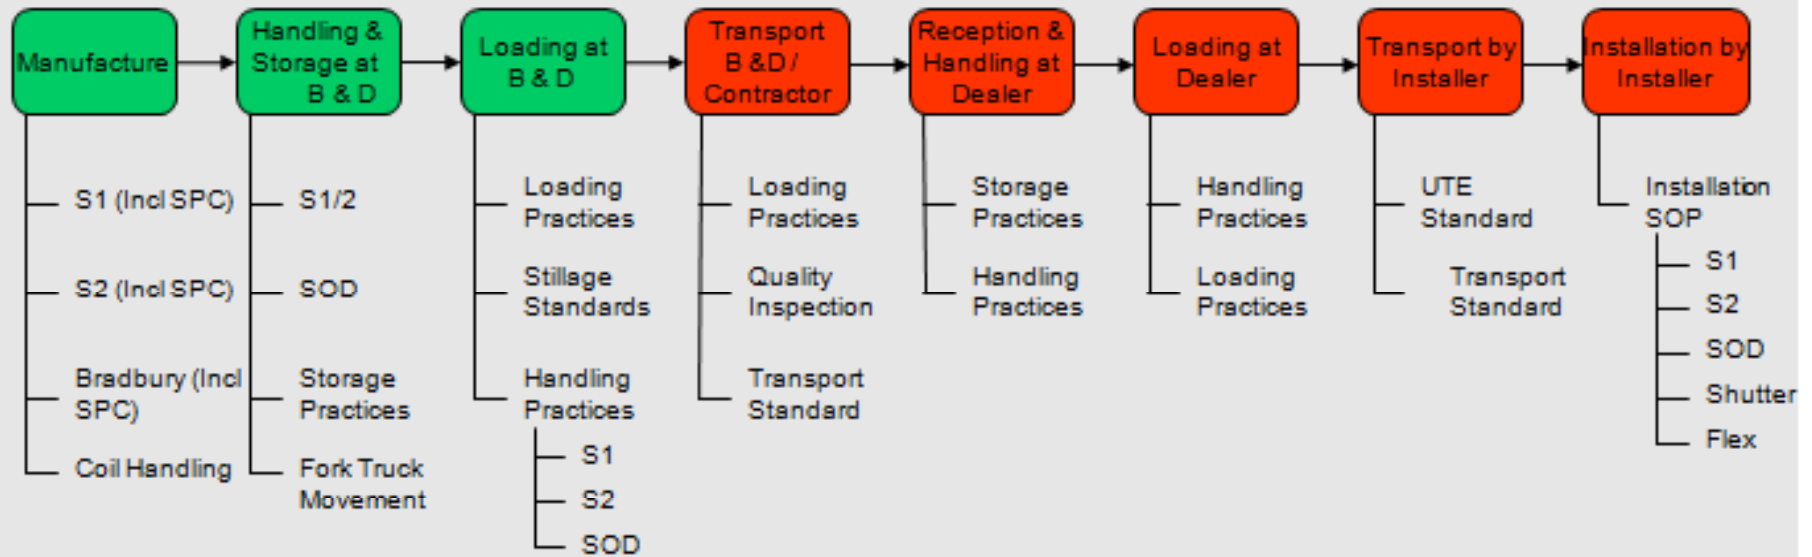 Manufacture
Handling &
Storage at
B & D
Loading at
B & D
Transport
B &D /
Contractor
Reception &
Handling at
Dealer
Loading at
Dealer
Transport by
Installer
Installation by
Installer
S1 (Incl SPC)
S2 (Incl SPC)
Bradbury (Incl
SPC)
Coil Handling
S1/2
SOD
Storage
Practices
Fork Truck
Movement
Loading
Practices
Stillage
Standards
Handling
Practices
S1
S2
SOD
Loading
Practices
Quality
Inspection
Transport
Standard
Storage
Practices
Handling
Practices
Handling
Practices
Loading
Practices
UTE
Standard
Transport
Standard
Installation
SOP
S1
S2
SOD
Shutter
Flex